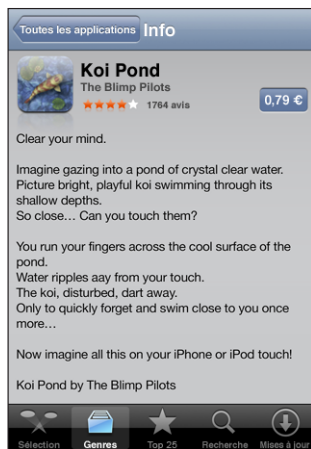 Toutes les applications
Info
Koi Pond
The Blimp Pilots
1764 avis
0,79 €
Clear your mind.
Imagine gazing into a pond of crystal clear water.
Picture bright, playful koi swimming through its
shallow depths.
So close… Can you touch them?
You run your fingers across the cool surface of the
pond.
Water ripples aay from your touch.
The koi, disturbed, dart away.
Only to quickly forget and swim close to you once
more…
Now imagine all this on your iPhone or iPod touch!
Koi Pond by The Blimp Pilots
Sélection
Genres
Top 25
Recherche
Mises à jour